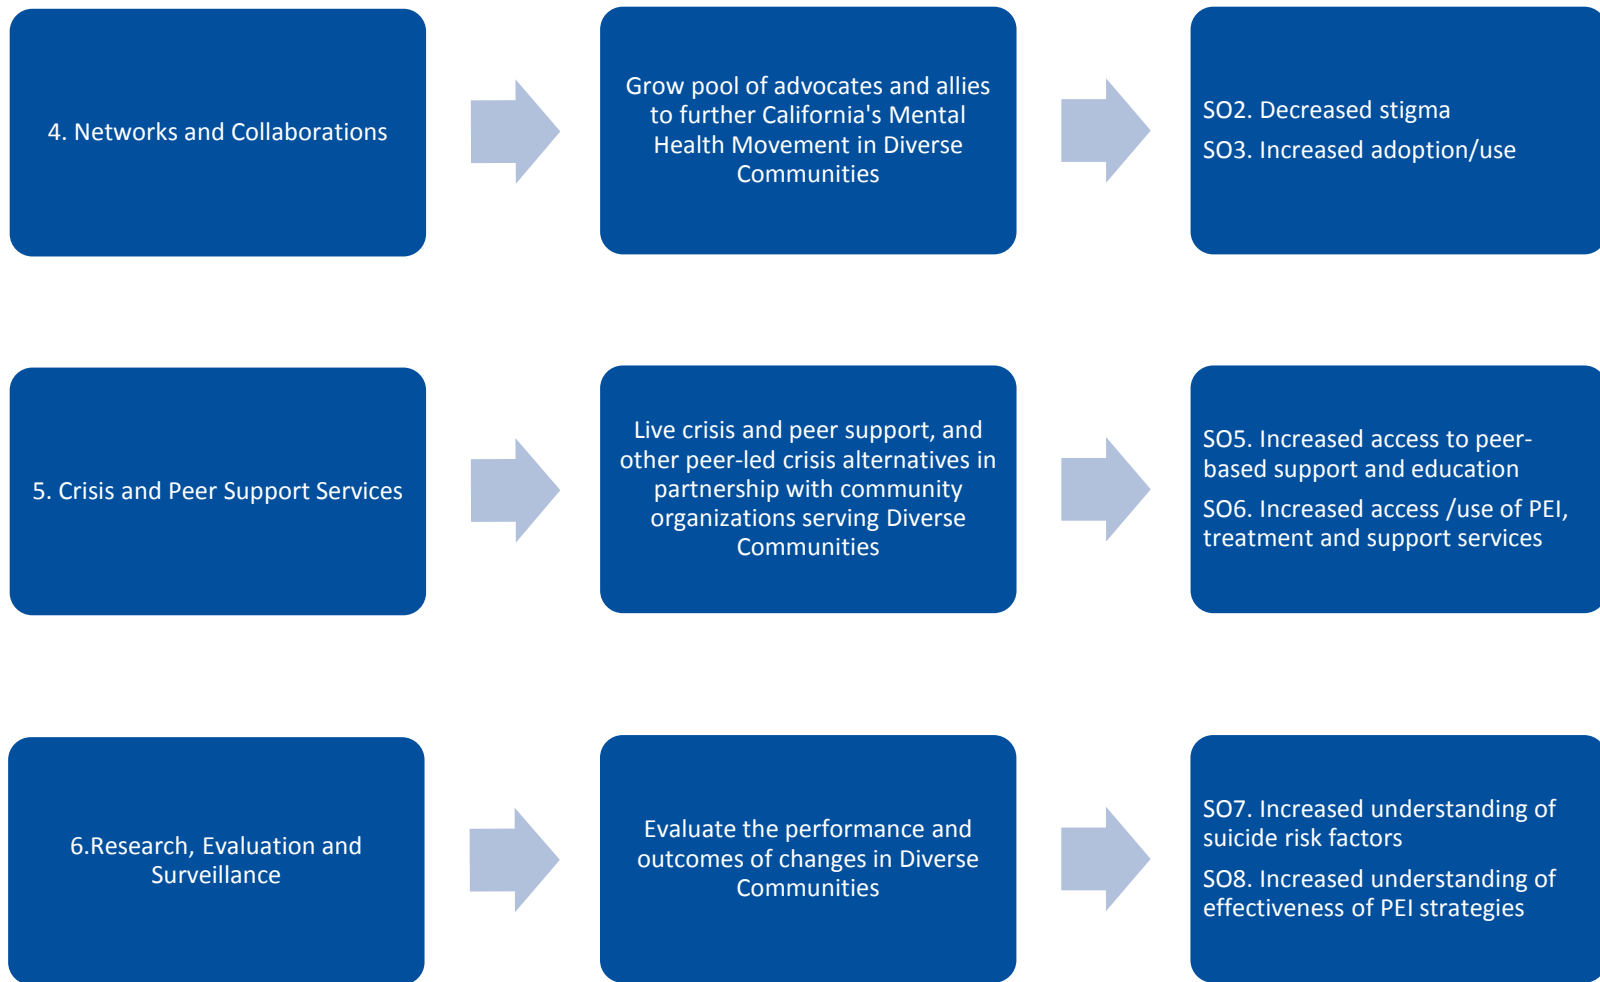 4. Networks and Collaborations
Grow pool of advocates and allies
to further California's Mental
Health Movement in Diverse
Communities
SO2. Decreased stigma
SO3. Increased adoption/use
5. Crisis and Peer Support Services
Live crisis and peer support, and
other peer-led crisis alternatives in
partnership with community
organizations serving Diverse
Communities
SO5. Increased access to peer-
based support and education
SO6. Increased access /use of PEI,
treatment and support services
6.Research, Evaluation and
Surveillance
Evaluate the performance and
outcomes of changes in Diverse
Communities
SO7. Increased understanding of
suicide risk factors
SO8. Increased understanding of
effectiveness of PEI strategies